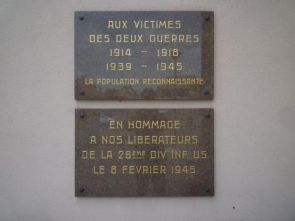 AUX VICTIMES
DES DEUX GUERRES
1914 - 1918
1939 - 1945
LA POPULATION RECONNAISSANTE
EN HOMMAGE
A NOS LIBERATEURS
DE LA 28ÈME DIV. INF. U.S.
LE 8 FEVRIER 1945